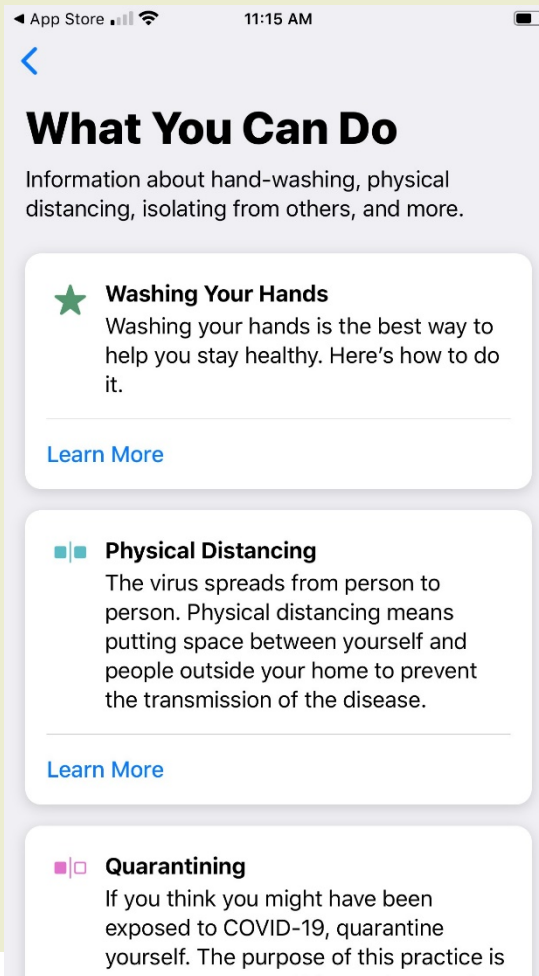 App Store
11:15 AM
What You Can Do
Information about hand-washing, physical
distancing, isolating from others, and more.
Washing Your Hands
Washing your hands is the best way to
help you stay healthy. Here’s how to do
it.
Learn More
Physical Distancing
The virus spreads from person to
person. Physical distancing means
putting space between yourself and
people outside your home to prevent
the transmission of the disease.
Learn More
Quarantining
If you think you might have been
exposed to COVID-19, quarantine
yourself. The purpose of this practice is